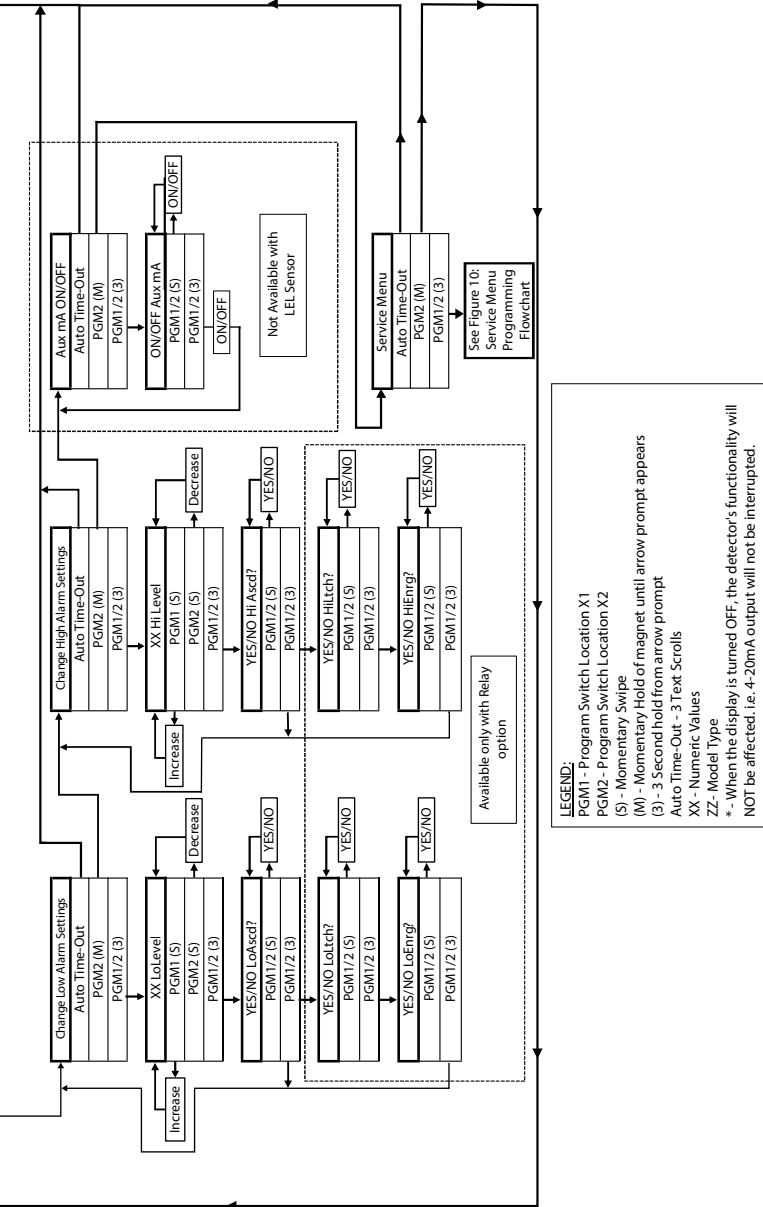 Change Low Alarm Settings
Auto Time-Out
PGM2 (M)
PGM1/2 (3)
XX LoLevel
PGM1 (S)
PGM2 (S)
PGM1/2 (3)
Increase
Decrease
YES/NO LoAscd?
PGM1/2 (S)
PGM1/2 (3)
YES/NO
YES/NO LoLtch?
PGM1/2 (S)
PGM1/2 (3)
YES/NO
YES/NO LoEnrg?
PGM1/2 (S)
PGM1/2 (3)
YES/NO
Change High Alarm Settings
Auto Time-Out
PGM2 (M)
PGM1/2 (3)
XX Hi Level
PGM1 (S)
PGM2 (S)
PGM1/2 (3)
Increase
Decrease
YES/NO Hi Ascd?
PGM1/2 (S)
PGM1/2 (3)
YES/NO
YES/NO HiLtch?
PGM1/2 (S)
PGM1/2 (3)
YES/NO
YES/NO HiEnrg?
PGM1/2 (S)
PGM1/2 (3)
YES/NO
Available only with Relay
option
Aux mA ON/OFF
Auto Time-Out
PGM2 (M)
PGM1/2 (3)
ON/OFF Aux mA
PGM1/2 (S)
PGM1/2 (3)
ON/OFF
ON/OFF
Not Available with
LEL Sensor
Service Menu
Auto Time-Out
PGM2 (M)
PGM1/2 (3)
See Figure 10:
Service Menu
Programming
Flowchart
LEGEND:
PGM1 - Program Switch Location X1
PGM2 - Program Switch Location X2
(S) - Momentary Swipe
(M) - Momentary Hold of magnet until arrow prompt appears
(3) - 3 Second hold from arrow prompt
Auto Time-Out - 3 Text Scrolls
XX - Numeric Values
ZZ- Model Type
* - When the display is turned OFF, the detector's functionality will
NOT be affected. i.e. 4-20mA output will not be interrupted.